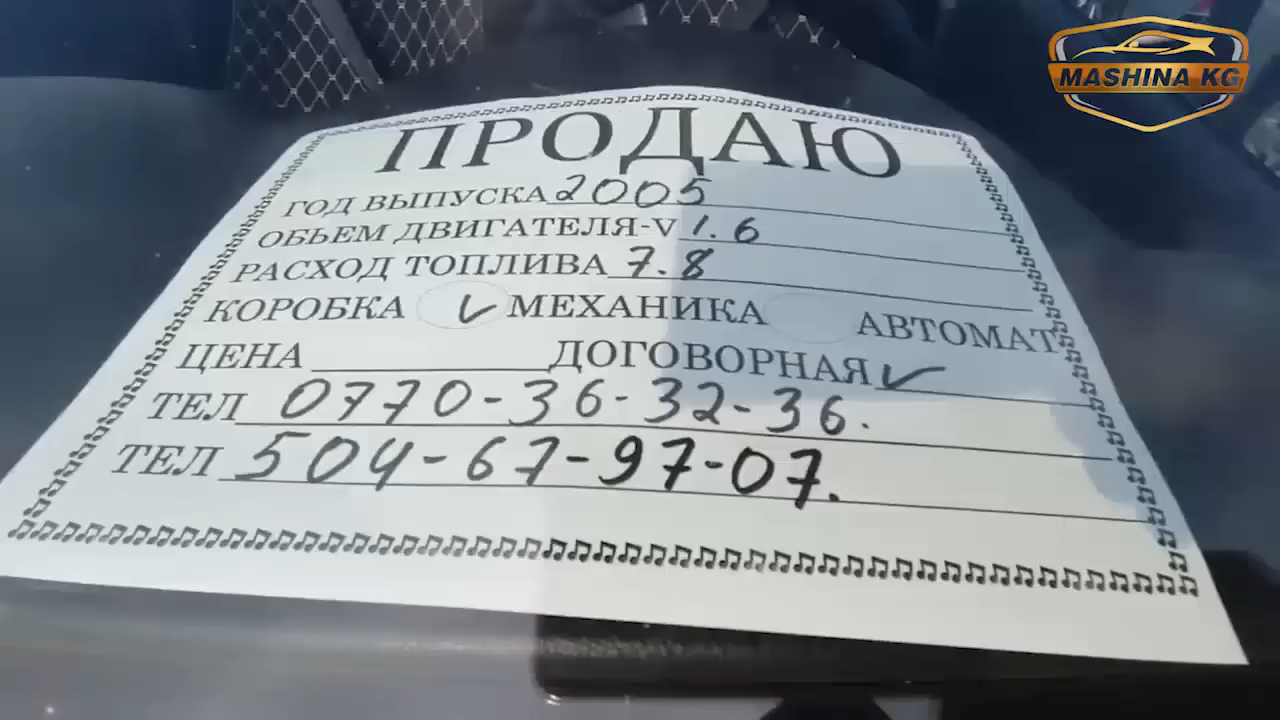 MASHINA KG
ПРОДАЮ
ГОД ВЫПУСКА 2005
ОБЬЕМ ДВИГАТЕЛЯ-V 1.6
РАСХОД ТОПЛИВА 7.8
КОРОБКА ✓ МЕХАНИКА АВТОМАТ
ЦЕНА ДОГОВОРНАЯ ✓
ТЕЛ 0770-36-32-36.
ТЕЛ 504-67-97-07.